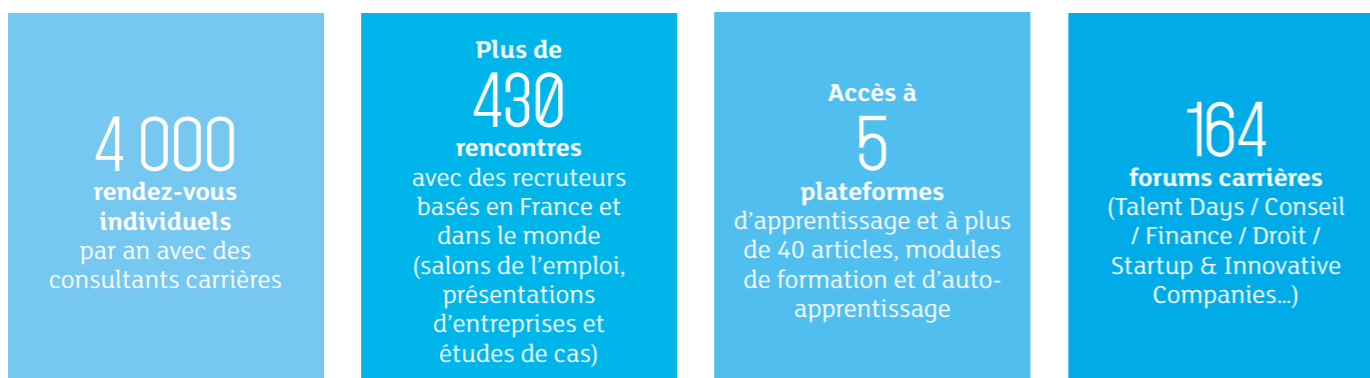 4 000
rendez-vous
individuels
par an avec des
consultants carrières
Plus de
430
rencontres
avec des recruteurs
basés en France et
dans le monde
(salons de l’emploi,
présentations
d’entreprises et
études de cas)
Accès à
5
plateformes
d’apprentissage et à plus
de 40 articles, modules
de formation et d’auto-
apprentissage
164
forums carrières
(Talent Days / Conseil
/ Finance / Droit /
Startup & Innovative
Companies...)